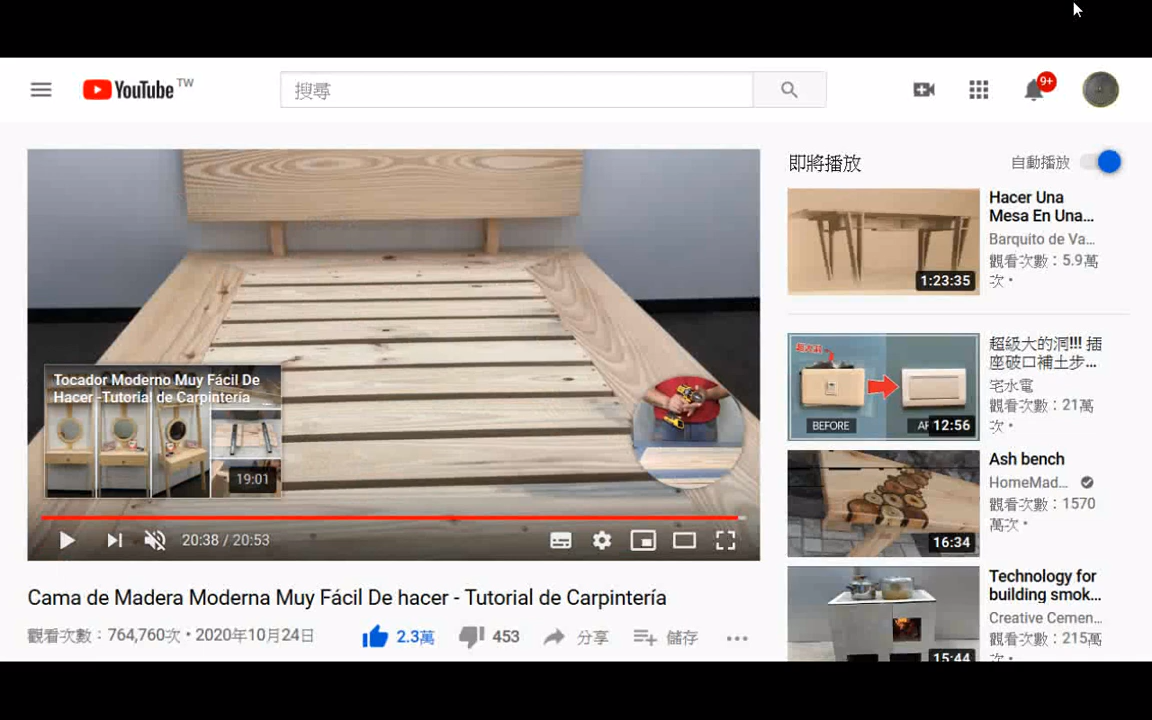 YouTube TW
搜尋
9+
Tocador Moderno Muy Fácil De
Hacer -Tutorial de Carpintería
19:01
20:38 / 20:53
Cama de Madera Moderna Muy Fácil De hacer - Tutorial de Carpintería
觀看次數：764,760次 • 2020年10月24日
2.3萬
453
分享
儲存
即將播放
自動播放
1:23:35
Hacer Una
Mesa En Una...
Barquito de Va...
觀看次數：5.9萬
次 •
BEFORE
12:56
超級大的洞!!! 插
座破口補土步...
宅水電
觀看次數：21萬
次 •
16:34
Ash bench
HomeMad...
觀看次數：1570
萬次 •
15:44
Technology for
building smok...
Creative Cemen...
觀看次數：215萬
次 •